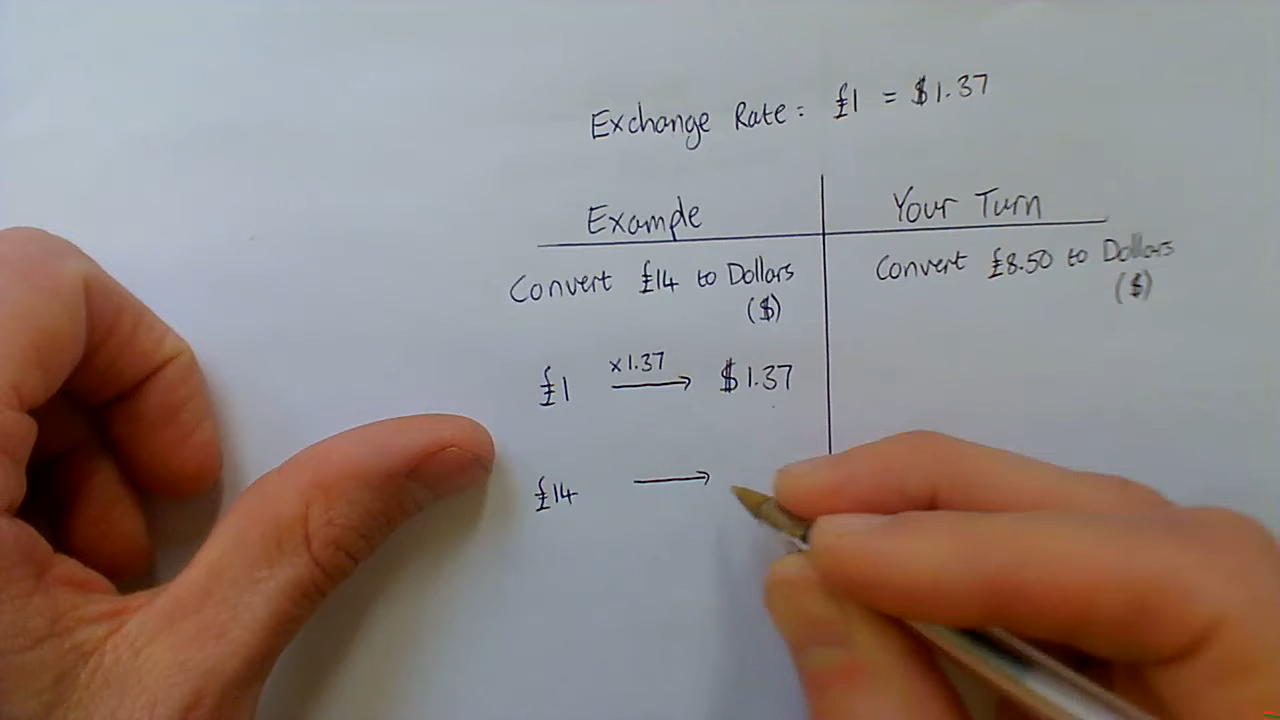 Exchange Rate: £1 = $1.37
Example
Your Turn
Convert £14 to Dollars
($)
£1 ×1.37 → $1.37
£14 →
Convert £8.50 to Dollars
($)